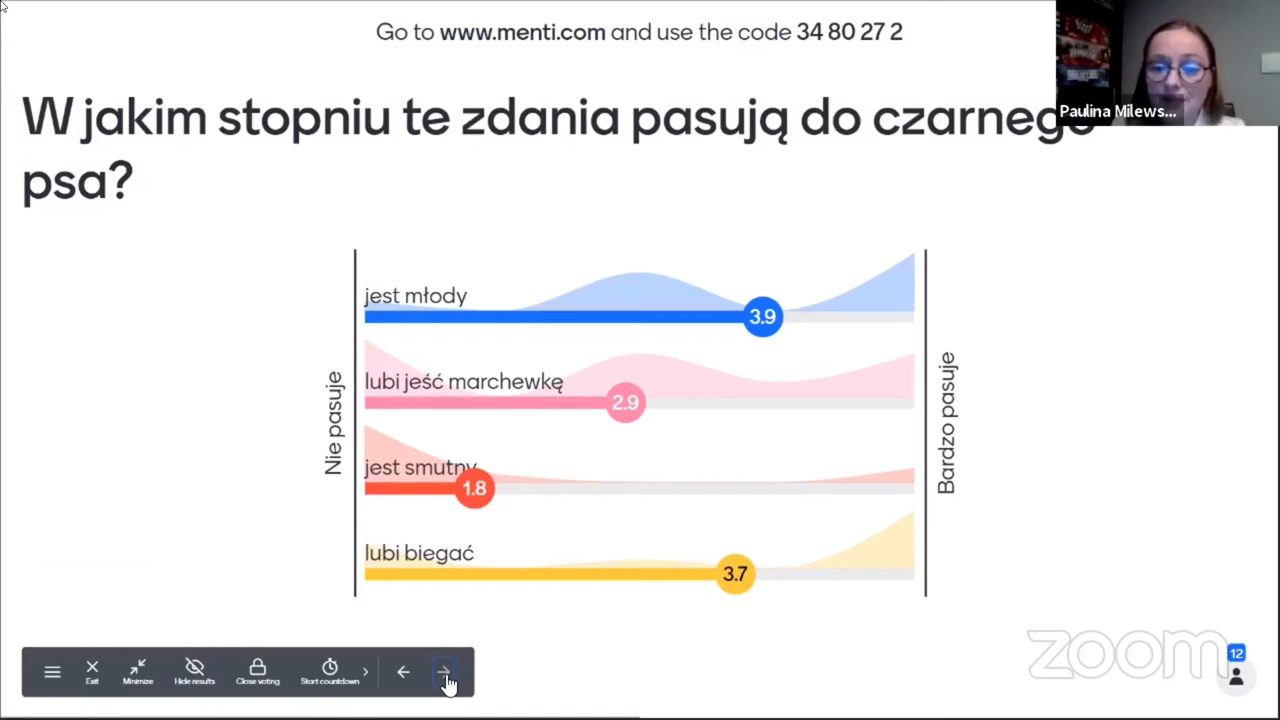 Go to www.menti.com and use the code 34 80 27 2
Paulina Milews...
W jakim stopniu te zdania pasują do czarnego
psa?
jest młody
3.9
lubi jeść marchewkę
2.9
Nie pasuje
Bardzo pasuje
jest smutny
1.8
lubi biegać
3.7
zoom
12
Exit
Minimize
Hide results
Close voting
Start countdown